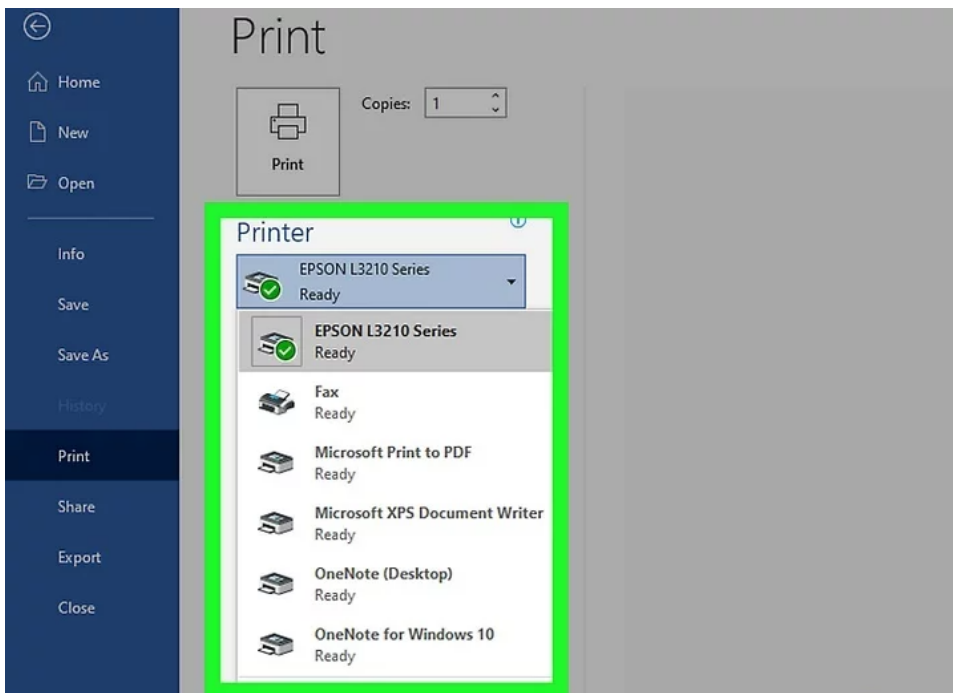 Print
Home
New
Open
Info
Save
Save As
History
Print
Share
Export
Close
Copies: 1
Print
Printer
EPSON L3210 Series
Ready
EPSON L3210 Series
Ready
Fax
Ready
Microsoft Print to PDF
Ready
Microsoft XPS Document Writer
Ready
OneNote (Desktop)
Ready
OneNote for Windows 10
Ready